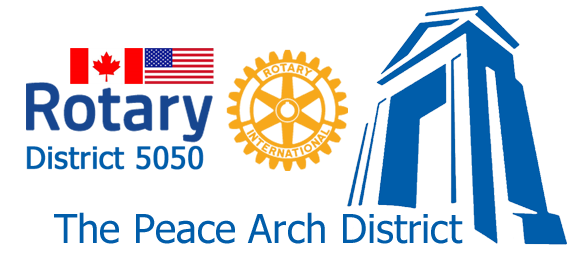 Rotary
District 5050
ROTARY
INTERNATIONAL
The Peace Arch District